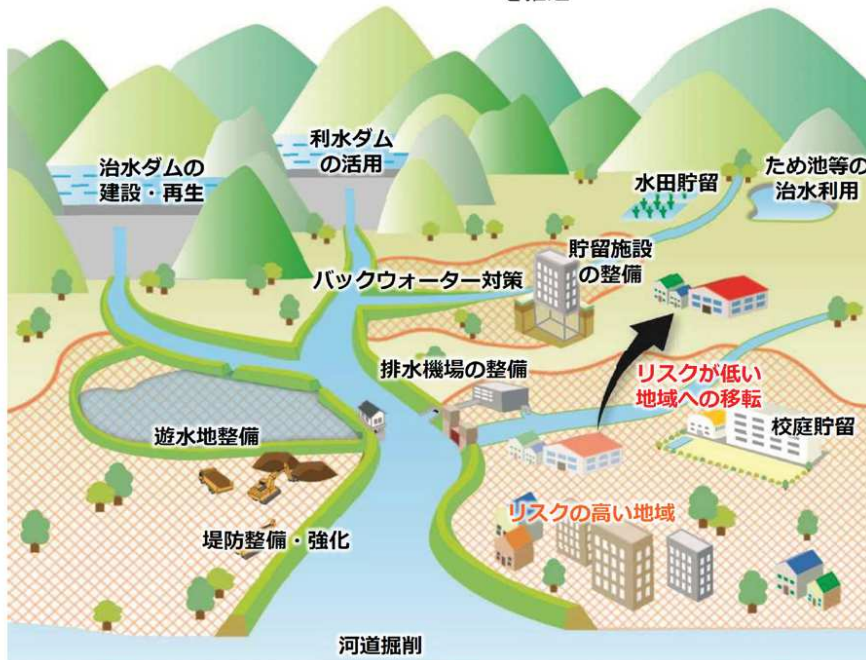 治水ダムの
建設・再生
利水ダム
の活用
水田貯留
ため池等の
治水利用
バックウォーター対策
貯留施設
の整備
排水機場の整備
リスクが低い
地域への移転
校庭貯留
遊水地整備
リスクの高い地域
堤防整備・強化
河道掘削